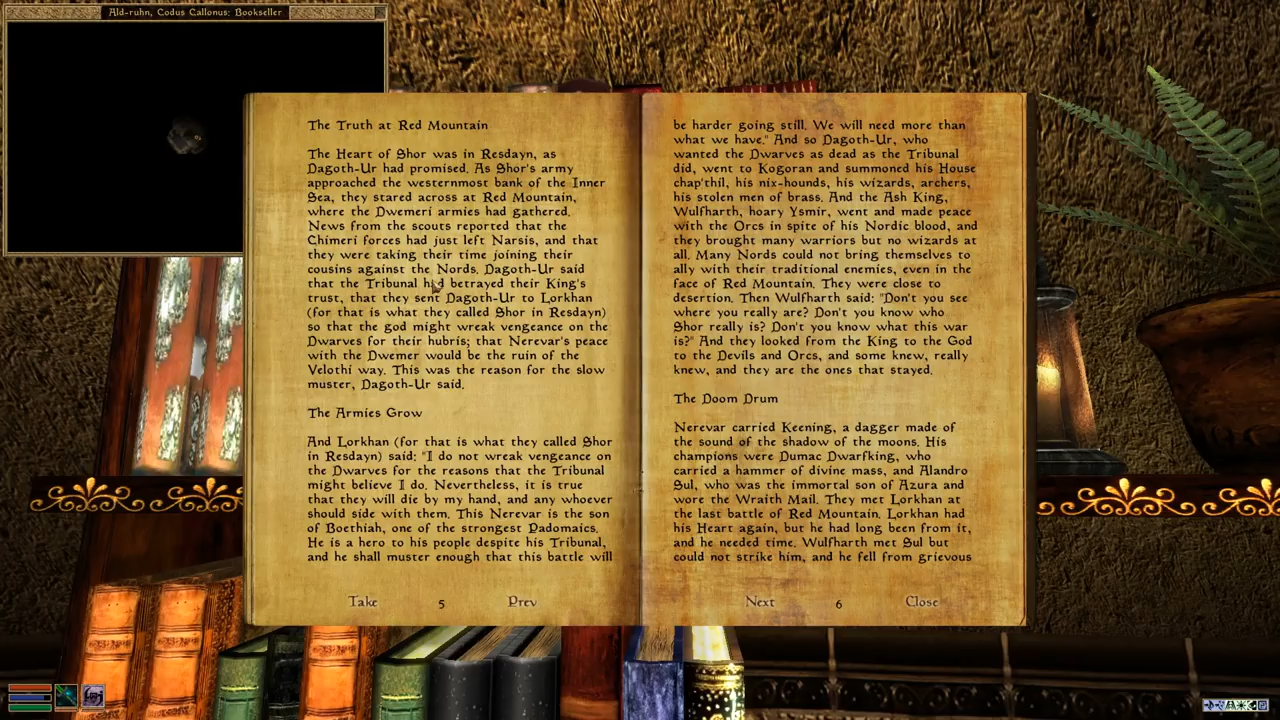 Ald-ruhn, Codus Callonus: Bookseller
The Truth at Red Mountain
The Heart of Shor was in Resdayn, as
Dagoth-Ur had promised. As Shor's army
approached the westernmost bank of the Inner
Sea, they stared across at Red Mountain,
where the Dwemeri armies had gathered.
News from the scouts reported that the
Chimeri forces had just left Narsis, and that
they were taking their time joining their
cousins against the Nords. Dagoth-Ur said
that the Tribunal had betrayed their King's
trust, that they sent Dagoth-Ur to Lorkhan
(for that is what they called Shor in Resdayn)
so that the god might wreak vengeance on the
Dwarves for their hubris; that Nerevar's peace
with the Dwemer would be the ruin of the
Velothi way. This was the reason for the slow
muster, Dagoth-Ur said.
The Armies Grow
And Lorkhan (for that is what they called Shor
in Resdayn) said: "I do not wreak vengeance on
the Dwarves for the reasons that the Tribunal
might believe I do. Nevertheless, it is true
that they will die by my hand, and any whoever
should side with them. This Nerevar is the son
of Boethiah, one of the strongest Padomaics.
He is a hero to his people despite his Tribunal,
and he shall muster enough that this battle will
Take 5 Prev
be harder going still. We will need more than
what we have." And so Dagoth-Ur, who
wanted the Dwarves as dead as the Tribunal
did, went to Kogoran and summoned his House
chap'thil, his nix-hounds, his wizards, archers,
his stolen men of brass. And the Ash King,
Wulfharth, hoary Ysmir, went and made peace
with the Orcs in spite of his Nordic blood, and
they brought many warriors but no wizards at
all. Many Nords could not bring themselves to
ally with their traditional enemies, even in the
face of Red Mountain. They were close to
desertion. Then Wulfharth said: "Don't you see
where you really are? Don't you know who
Shor really is? Don't you know what this war
is?" And they looked from the King to the God
to the Devils and Orcs, and some knew, really
knew, and they are the ones that stayed.
The Doom Drum
Nerevar carried Keening, a dagger made of
the sound of the shadow of the moons. His
champions were Dumac Dwarfking, who
carried a hammer of divine mass, and Alandro
Sul, who was the immortal son of Azura and
wore the Wraith Mail. They met Lorkhan at
the last battle of Red Mountain. Lorkhan had
his Heart again, but he had long been from it,
and he needed time. Wulfharth met Sul but
could not strike him, and he fell from grievous
Next 6 Close